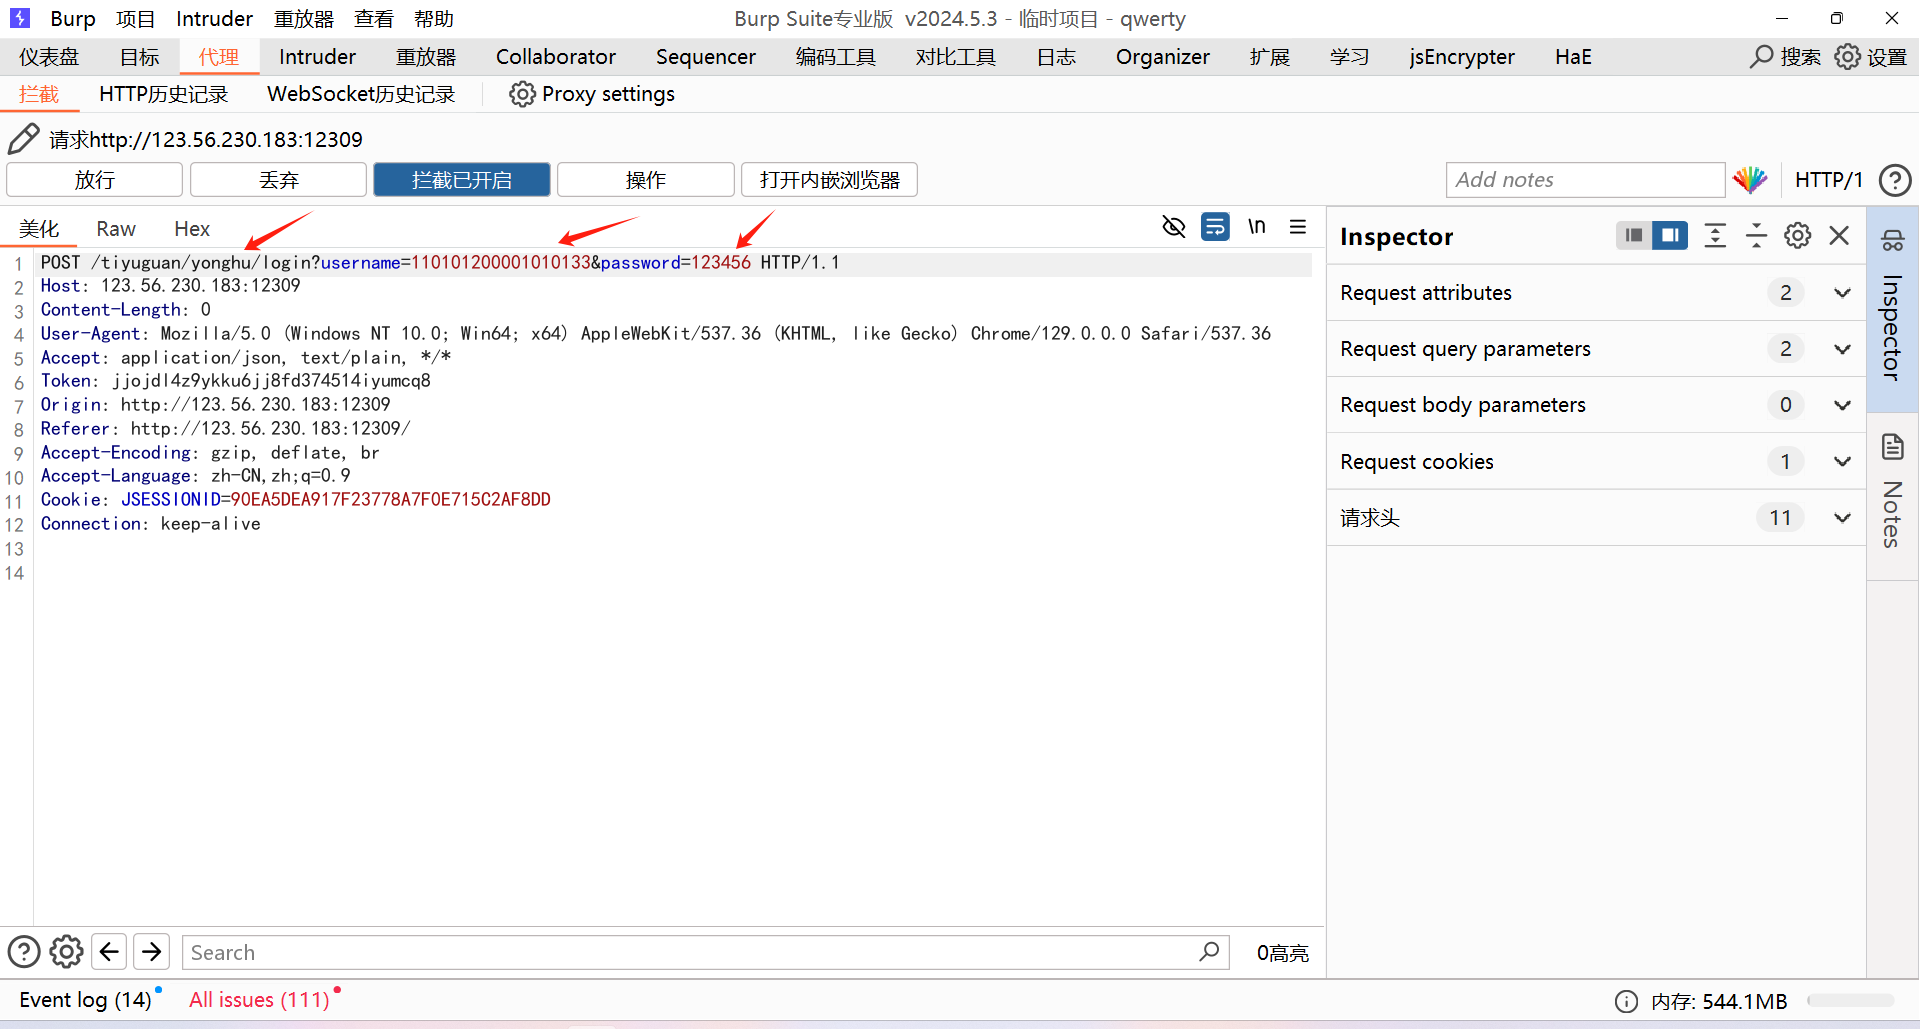 Burp 项目 Intruder 重放器 查看 帮助 Burp Suite专业版 v2024.5.3 - 临时项目 - qwerty
仪表盘 目标 代理 Intruder 重放器 Collaborator Sequencer 编码工具 对比工具 日志 Organizer 扩展 学习 jsEncrypter HaE 搜索 设置
拦截 HTTP历史记录 WebSocket历史记录 Proxy settings
请求http://123.56.230.183:12309
放行 丢弃 拦截已开启 操作 打开内嵌浏览器 Add notes HTTP/1
美化 Raw Hex \n
1 POST /tiyuguan/yonghu/login?username=110101200001010133&password=123456 HTTP/1.1
2 Host: 123.56.230.183:12309
3 Content-Length: 0
4 User-Agent: Mozilla/5.0 (Windows NT 10.0; Win64; x64) AppleWebKit/537.36 (KHTML, like Gecko) Chrome/129.0.0.0 Safari/537.36
5 Accept: application/json, text/plain, */*
6 Token: jjojdl4z9ykku6jj8fd374514iyumcq8
7 Origin: http://123.56.230.183:12309
8 Referer: http://123.56.230.183:12309/
9 Accept-Encoding: gzip, deflate, br
10 Accept-Language: zh-CN,zh;q=0.9
11 Cookie: JSESSIONID=90EA5DEA917F23778A7F0E715C2AF8DD
12 Connection: keep-alive
13
14
Inspector
Request attributes 2
Request query parameters 2
Request body parameters 0
Request cookies 1
请求头 11
Inspector
Notes
Search 0高亮
Event log (14) All issues (111) 内存: 544.1MB